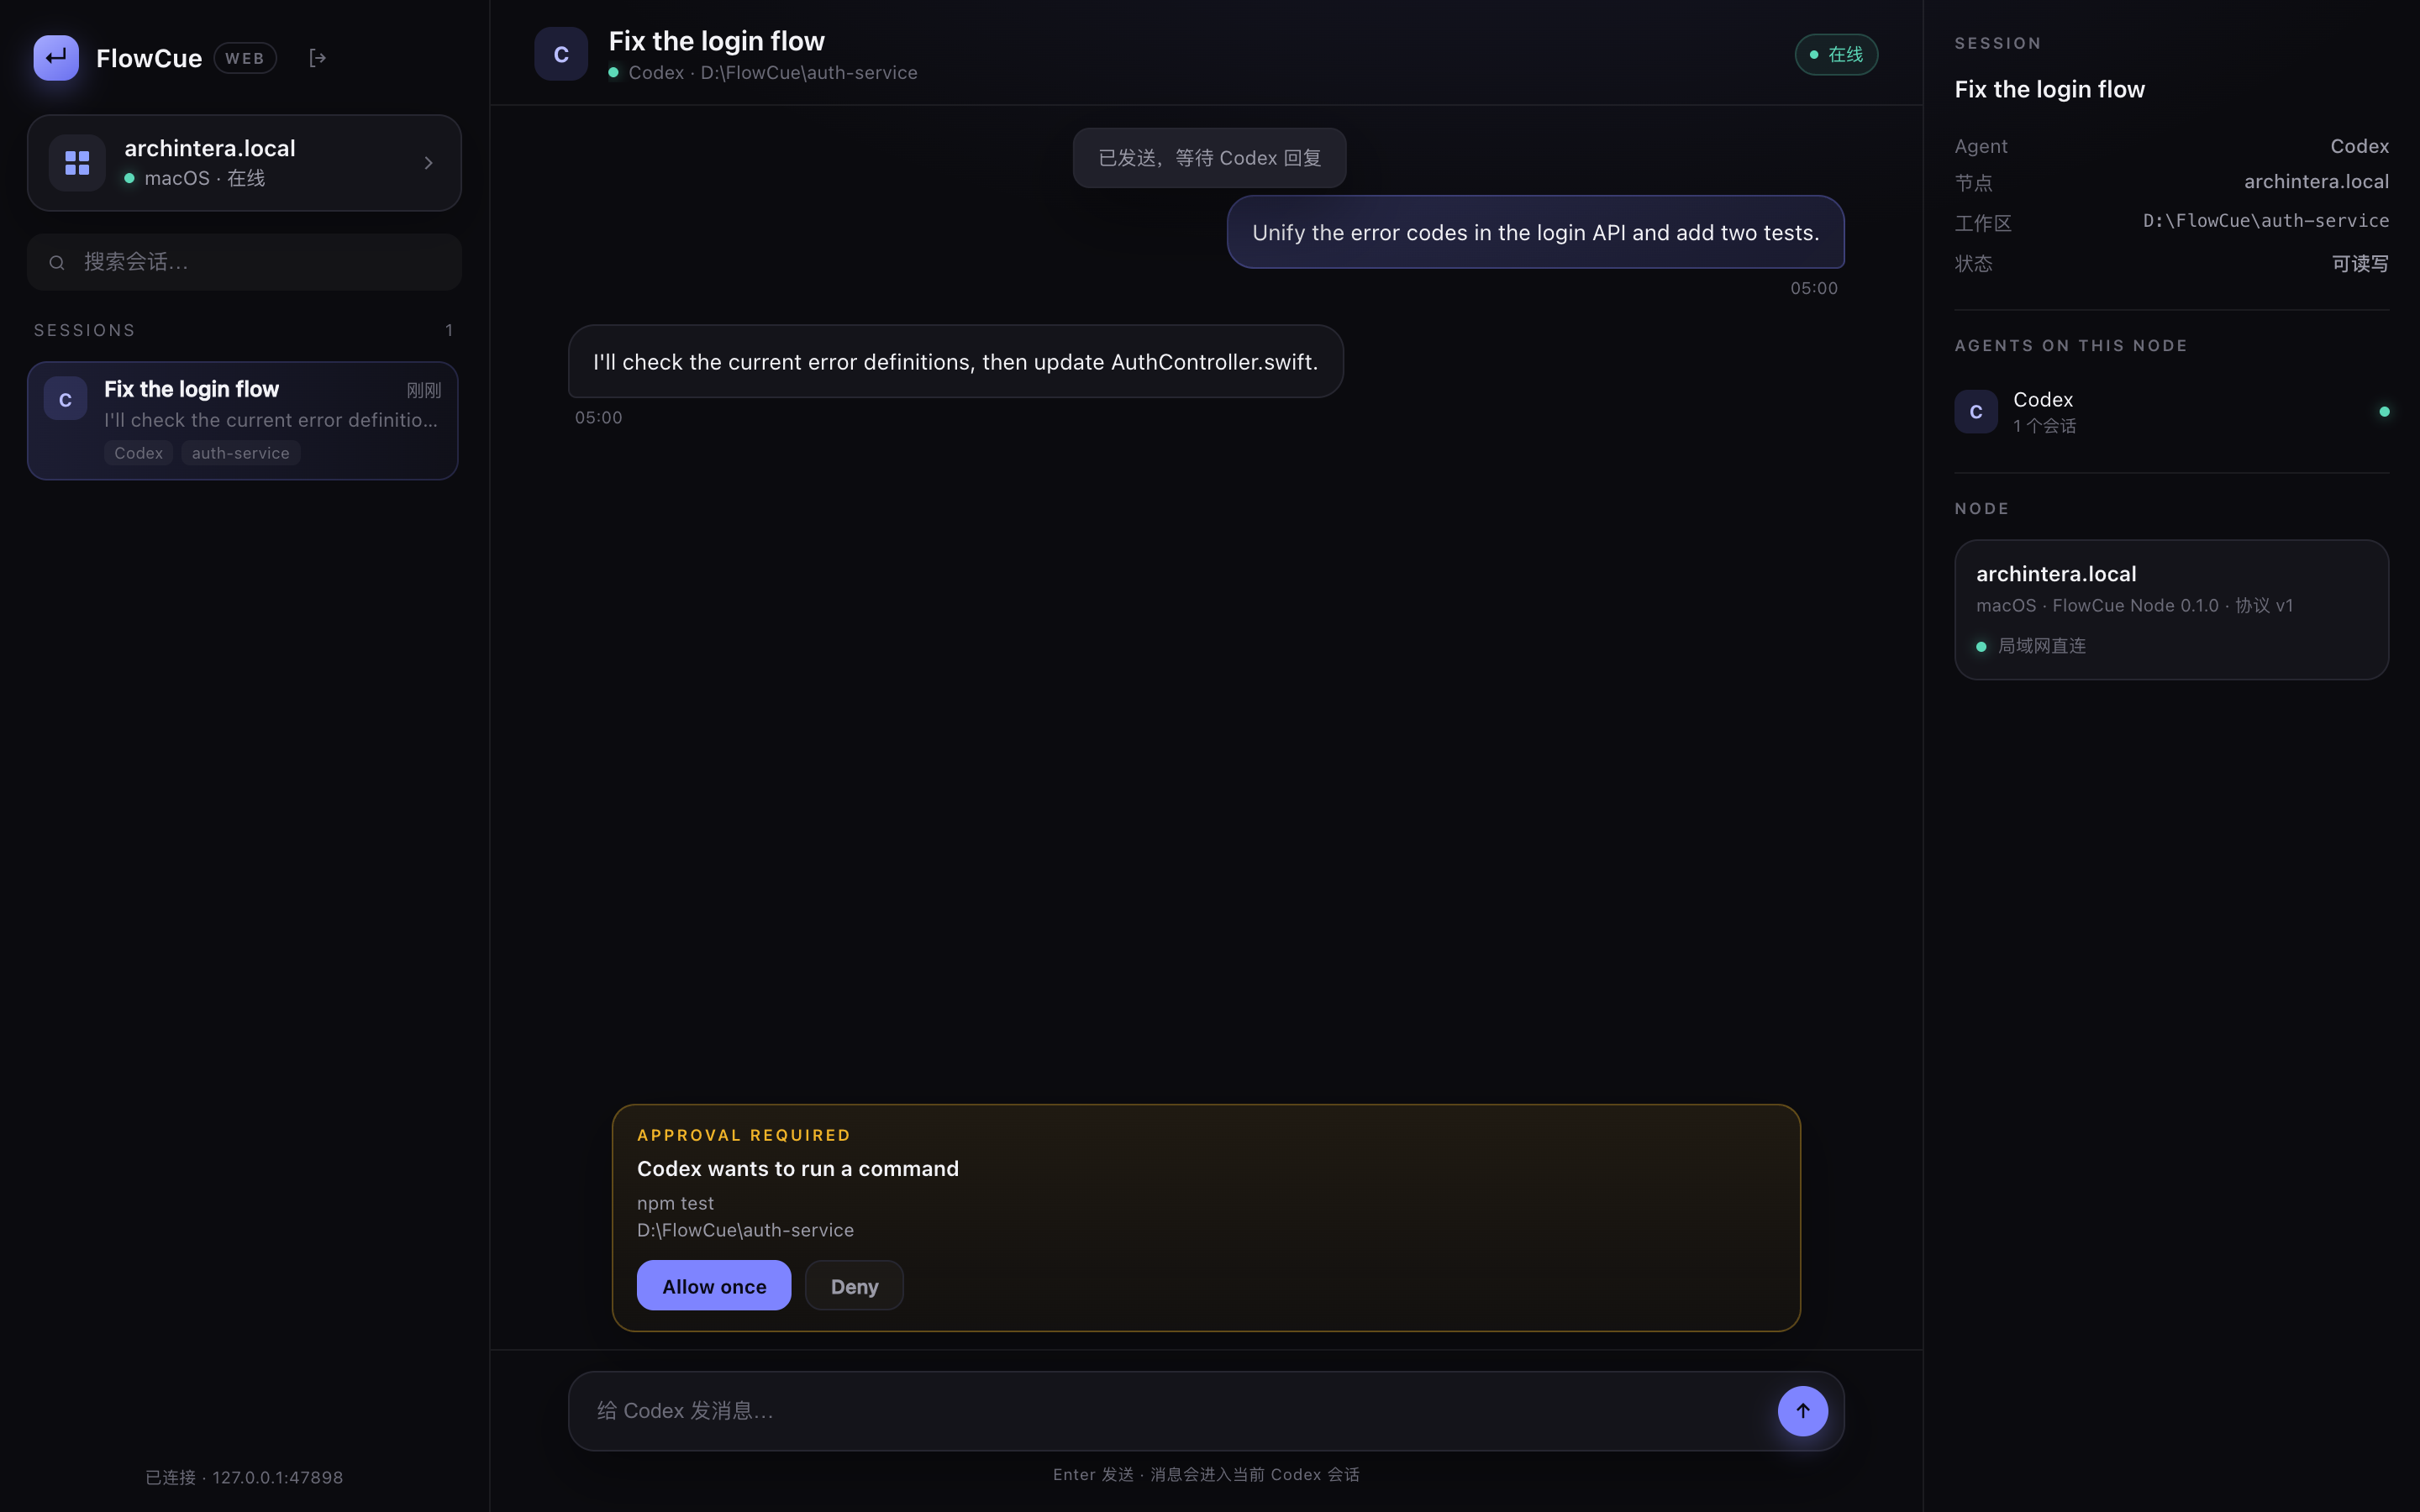 FlowCue WEB
archintera.local
macOS · 在线
搜索会话...
SESSIONS 1
C
Fix the login flow 刚刚
I'll check the current error definitio...
Codex auth-service
已连接 · 127.0.0.1:47898
C
Fix the login flow
Codex · D:\FlowCue\auth-service
在线
已发送，等待 Codex 回复
Unify the error codes in the login API and add two tests.
05:00
I'll check the current error definitions, then update AuthController.swift.
05:00
APPROVAL REQUIRED
Codex wants to run a command
npm test
D:\FlowCue\auth-service
Allow once Deny
给 Codex 发消息...
Enter 发送 · 消息会进入当前 Codex 会话
SESSION
Fix the login flow
Agent Codex
节点 archintera.local
工作区 D:\FlowCue\auth-service
状态 可读写
AGENTS ON THIS NODE
C
Codex
1 个会话
NODE
archintera.local
macOS · FlowCue Node 0.1.0 · 协议 v1
局域网直连